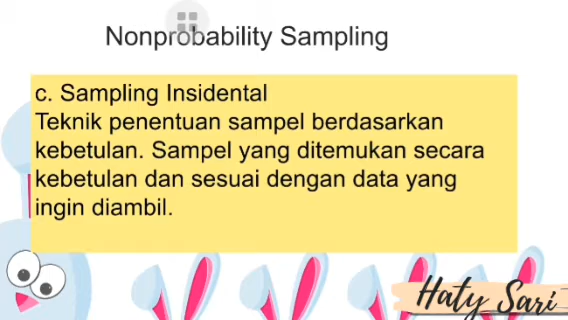 Nonprobability Sampling
c. Sampling Insidental
Teknik penentuan sampel berdasarkan
kebetulan. Sampel yang ditemukan secara
kebetulan dan sesuai dengan data yang
ingin diambil.
Haty Sari